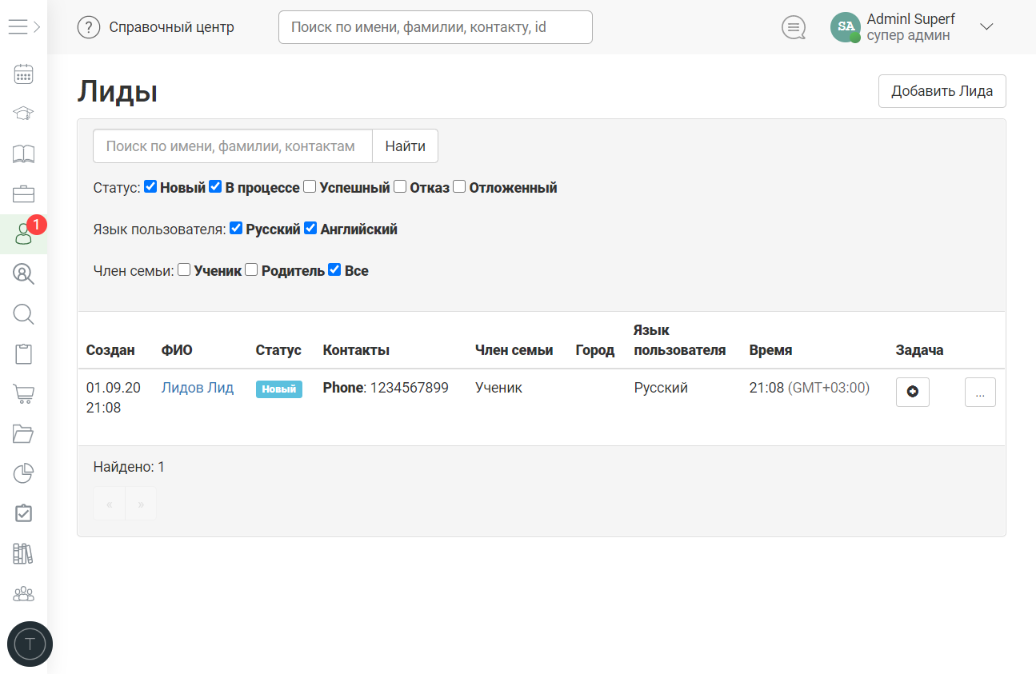 ? Справочный центр
Поиск по имени, фамилии, контакту, id
SA
AdminI Superf
супер админ
Лиды
Добавить Лида
Поиск по имени, фамилии, контактам
Найти
Статус: Новый В процессе Успешный Отказ Отложенный
1
Язык пользователя: Русский Английский
Член семьи: Ученик Родитель Все
Создан ФИО Статус Контакты Член семьи Город Язык пользователя Время Задача
01.09.20 Лидов Лид Новый Phone: 1234567899 Ученик Русский 21:08 (GMT+03:00) ...
21:08
Найдено: 1
« »
T